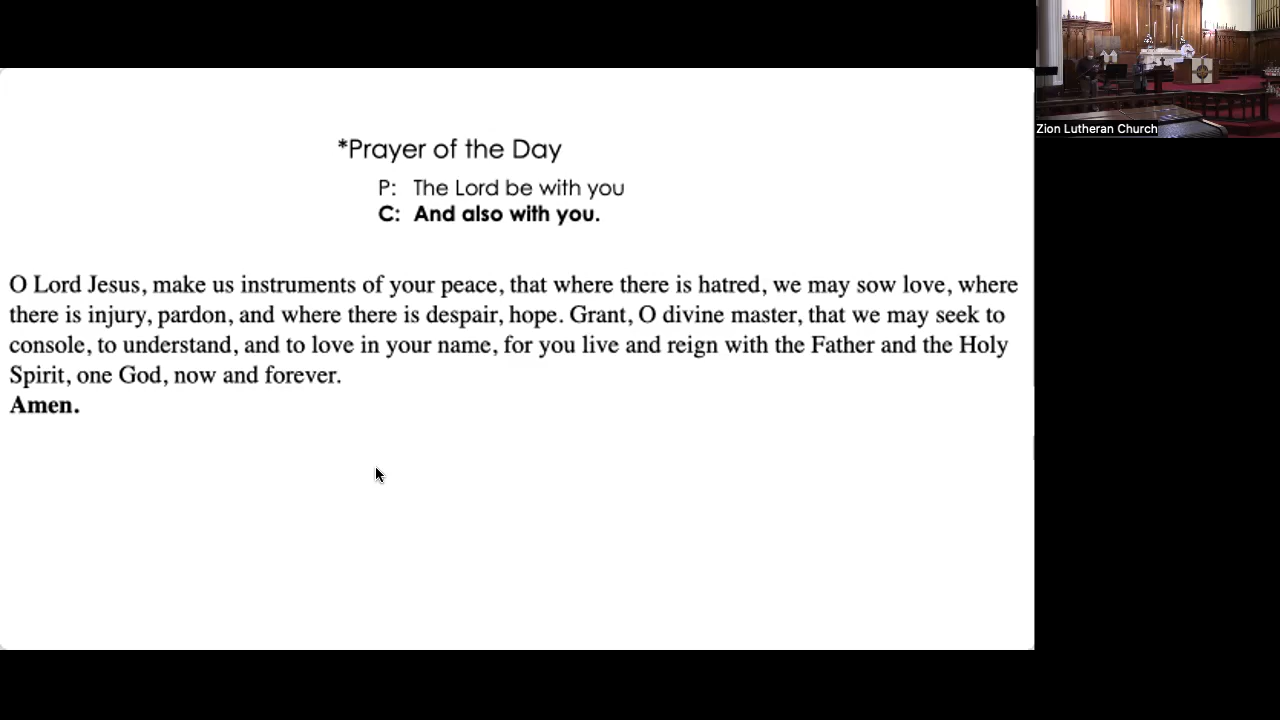 *Prayer of the Day
P: The Lord be with you
C: And also with you.
O Lord Jesus, make us instruments of your peace, that where there is hatred, we may sow love, where
there is injury, pardon, and where there is despair, hope. Grant, O divine master, that we may seek to
console, to understand, and to love in your name, for you live and reign with the Father and the Holy
Spirit, one God, now and forever.
Amen.
Zion Lutheran Church